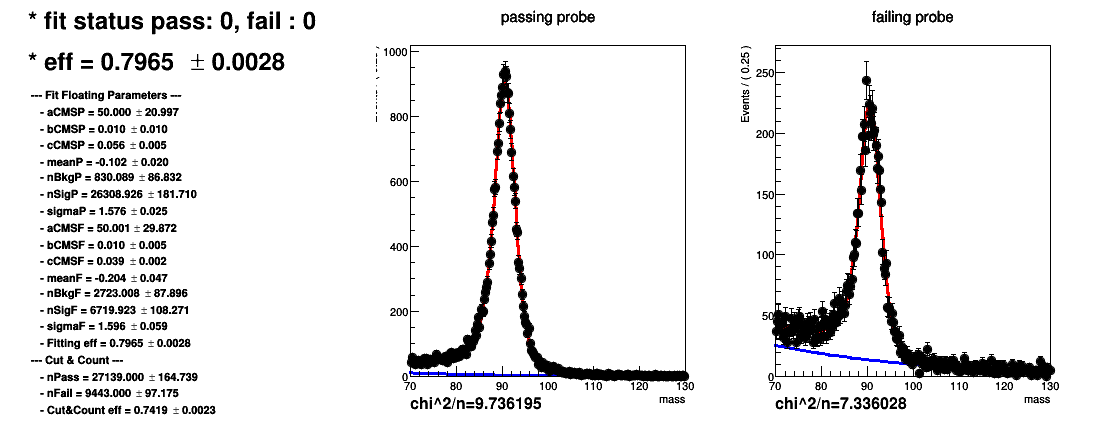 * fit status pass: 0, fail : 0
* eff = 0.7965 ± 0.0028
--- Fit Floating Parameters ---
- aCMSP = 50.000 ± 20.997
- bCMSP = 0.010 ± 0.010
- cCMSP = 0.056 ± 0.005
- meanP = -0.102 ± 0.020
- nBkgP = 830.089 ± 86.832
- nSigP = 26308.926 ± 181.710
- sigmaP = 1.576 ± 0.025
- aCMSF = 50.001 ± 29.872
- bCMSF = 0.010 ± 0.005
- cCMSF = 0.039 ± 0.002
- meanF = -0.204 ± 0.047
- nBkgF = 2723.008 ± 87.896
- nSigF = 6719.923 ± 108.271
- sigmaF = 1.596 ± 0.059
- Fitting eff = 0.7965 ± 0.0028
--- Cut & Count ---
- nPass = 27139.000 ± 164.739
- nFail = 9443.000 ± 97.175
- Cut&Count eff = 0.7419 ± 0.0023
passing probe
1000
800
600
400
200
0
70 80 90 100 110 120 130
mass
chi^2/n=9.736195
failing probe
Events / ( 0.25 )
250
200
150
100
50
0
70 80 90 100 110 120 130
mass
chi^2/n=7.336028